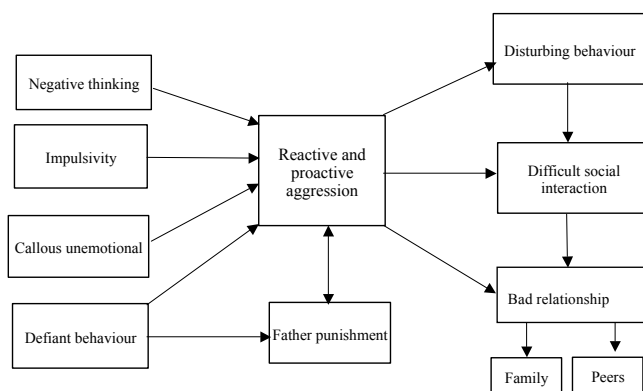 Negative thinking
Impulsivity
Callous unemotional
Defiant behaviour
Reactive and
proactive
aggression
Father punishment
Disturbing behaviour
Difficult social
interaction
Bad relationship
Family
Peers